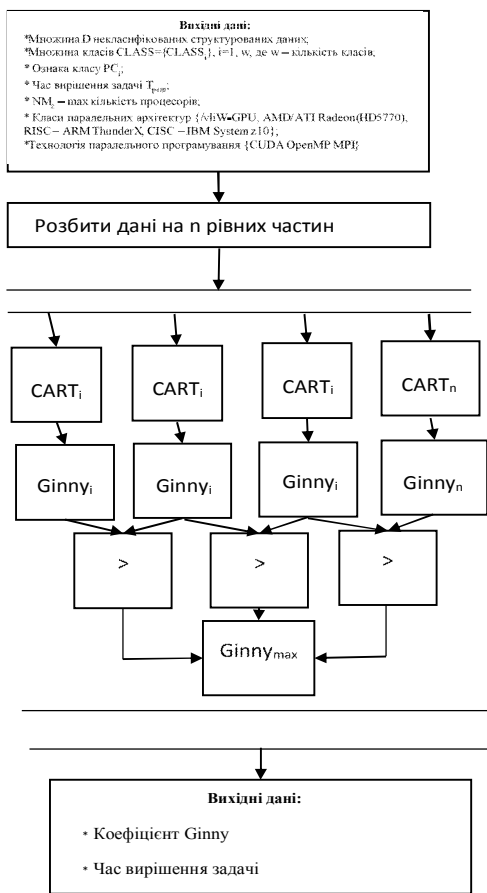 Вихідні дані:
*Множина D некласифікованих структурованих даних;
*Множина класів CLASS={CLASSᵢ}, i=1, w, де w – кількість класів;
* Ознака класу PCᵢ;
* Час вирішення задачі
* – max кількість процесорів;
* Класи паралельних архітектур GPU, AMD/ATI Radeon(HD5770),
RISC – ARM ThunderX, CISC – IBM System z10};
*Технологія паралельного програмування {CUDA OpenMP MPI}
Розбити дані на n рівних частин
CARTᵢ CARTᵢ CARTᵢ CARTₙ
Ginnyᵢ Ginnyᵢ Ginnyᵢ Ginnyₙ
> > >
Ginnyₘₐₓ
Вихідні дані:
* Коефіцієнт Ginny
* Час вирішення задачі